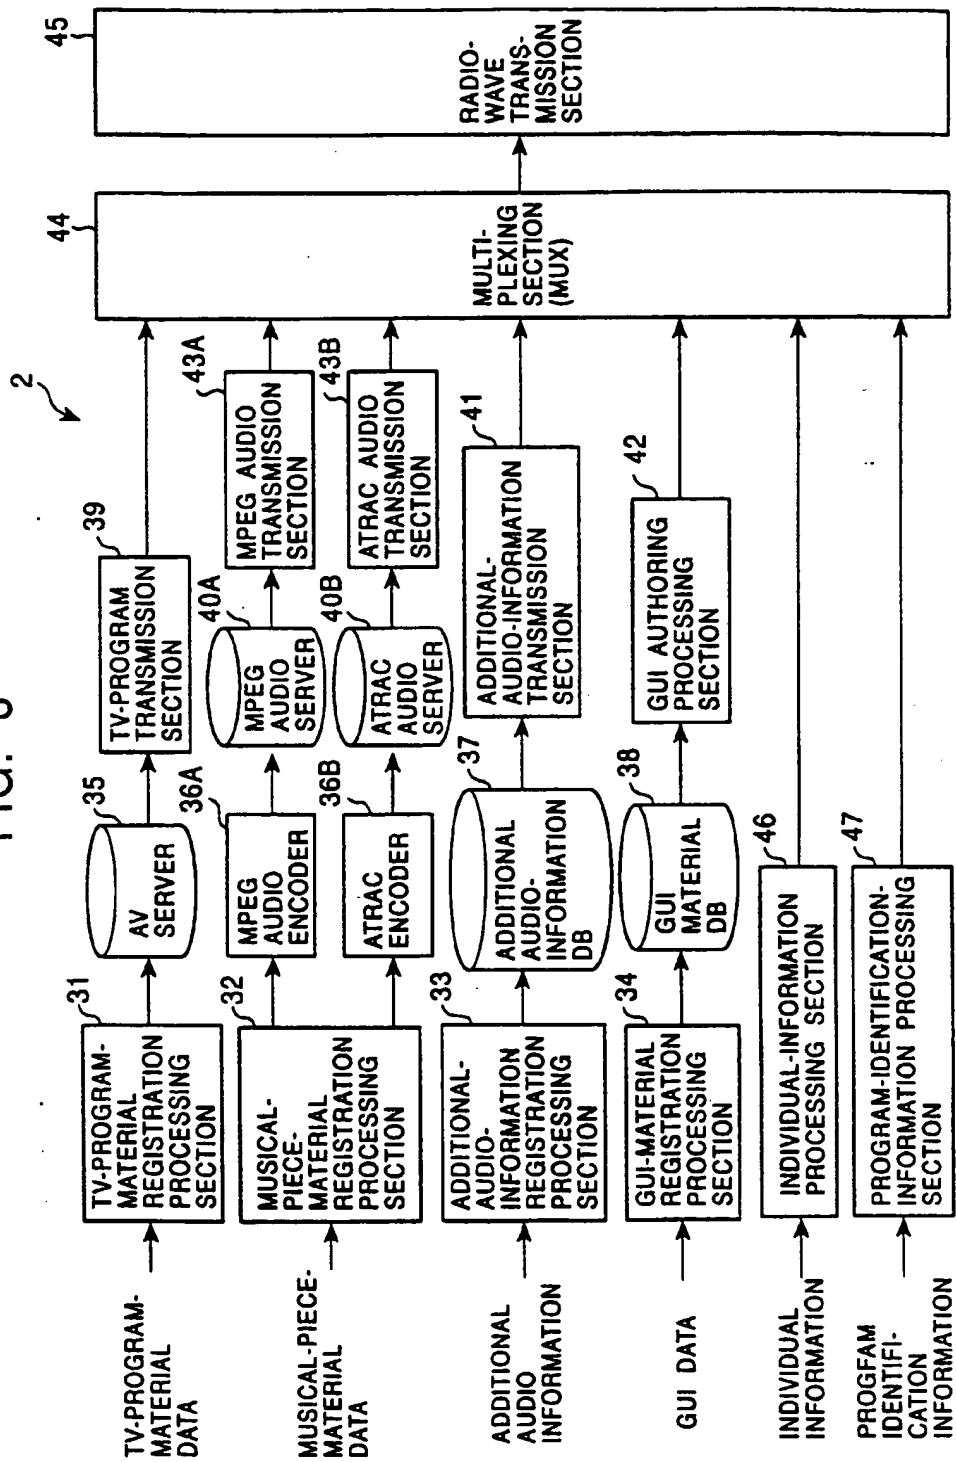 FIG.
2
TV-PROGRAM-
MATERIAL
DATA
31
TV-PROGRAM-
MATERIAL
REGISTRATION
PROCESSING
SECTION
35
AV
SERVER
39
TV-PROGRAM
TRANSMISSION
SECTION
MUSICAL-PIECE-
MATERIAL
DATA
32
MUSICAL-
PIECE-
MATERIAL
REGISTRATION
PROCESSING
SECTION
36A
MPEG
AUDIO
ENCODER
40A
MPEG
AUDIO
SERVER
43A
MPEG AUDIO
TRANSMISSION
SECTION
36B
ATRAC
ENCODER
40B
ATRAC
AUDIO
SERVER
43B
ATRAC AUDIO
TRANSMISSION
SECTION
ADDITIONAL
AUDIO
INFORMATION
33
ADDITIONAL-
AUDIO-
INFORMATION
REGISTRATION
PROCESSING
SECTION
37
ADDITIONAL
AUDIO-
INFORMATION
DB
41
ADDITIONAL-
AUDIO-INFORMATION
TRANSMISSION
SECTION
GUI DATA
34
GUI-MATERIAL
REGISTRATION
PROCESSING
SECTION
38
GUI
MATERIAL
DB
42
GUI AUTHORING
PROCESSING
SECTION
INDIVIDUAL
INFORMATION
46
INDIVIDUAL-INFORMATION
PROCESSING SECTION
PROGFAM
IDENTIFI-
CATION
INFORMATION
47
PROGRAM-IDENTIFICATION-
INFORMATION PROCESSING
SECTION
44
MULTI-
PLEXING
SECTION
(MUX)
45
RADIO-
WAVE
TRANS-
MISSION
SECTION